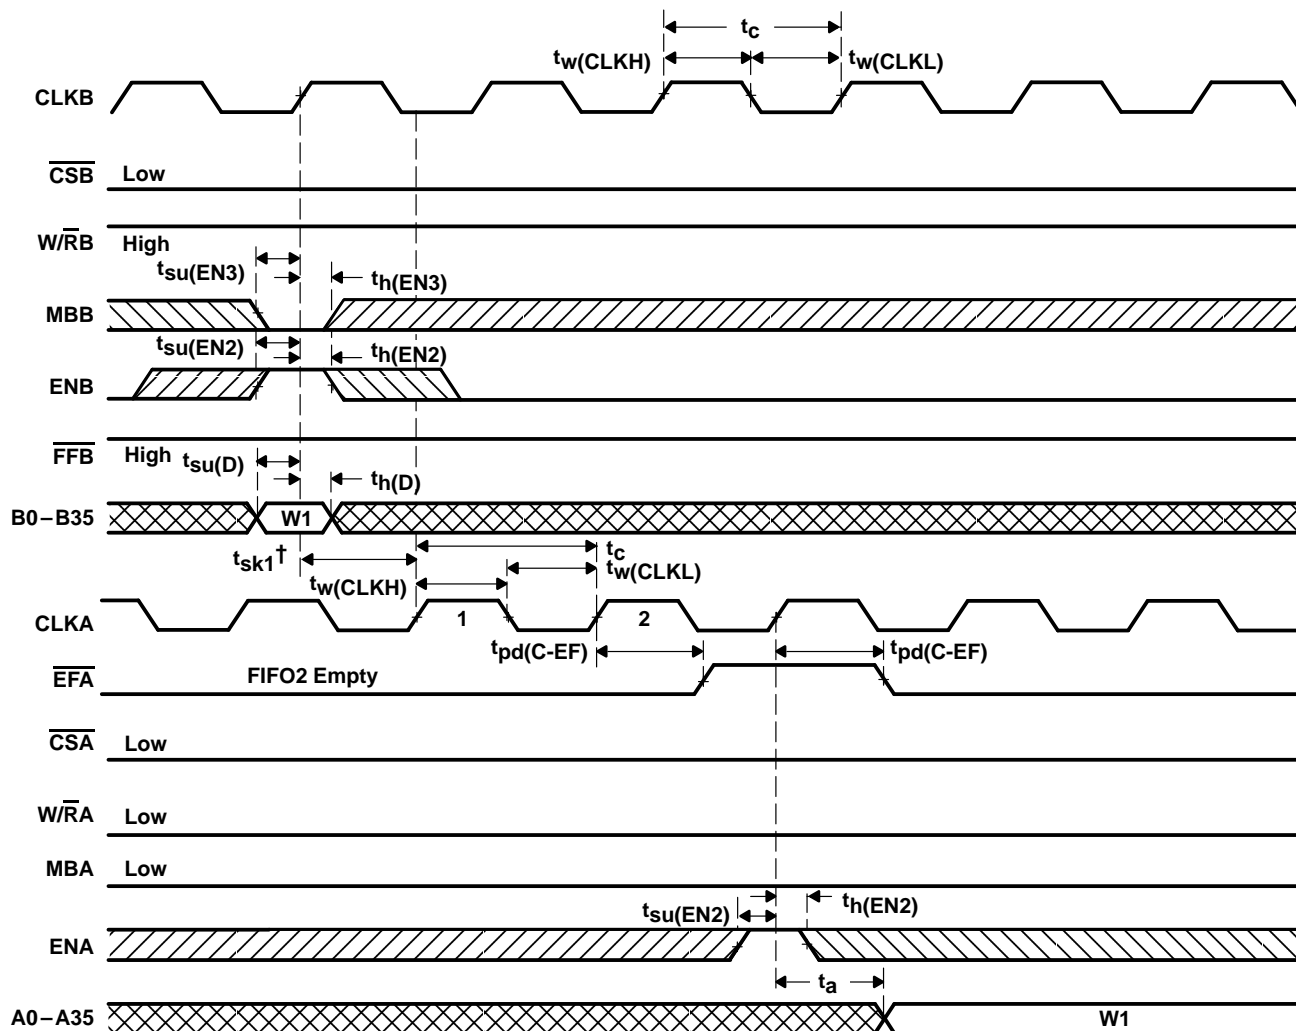 tc
tw(CLKH)
tw(CLKL)
CLKB
CSB
Low
W/RB
High
tsu(EN3)
th(EN3)
MBB
tsu(EN2)
th(EN2)
ENB
FFB
High
tsu(D)
th(D)
B0–B35
W1
tsk1†
tc
tw(CLKH)
tw(CLKL)
CLKA
1
2
tpd(C-EF)
tpd(C-EF)
EFA
FIFO2 Empty
CSA
Low
W/RA
Low
MBA
Low
tsu(EN2)
th(EN2)
ENA
ta
A0–A35
W1